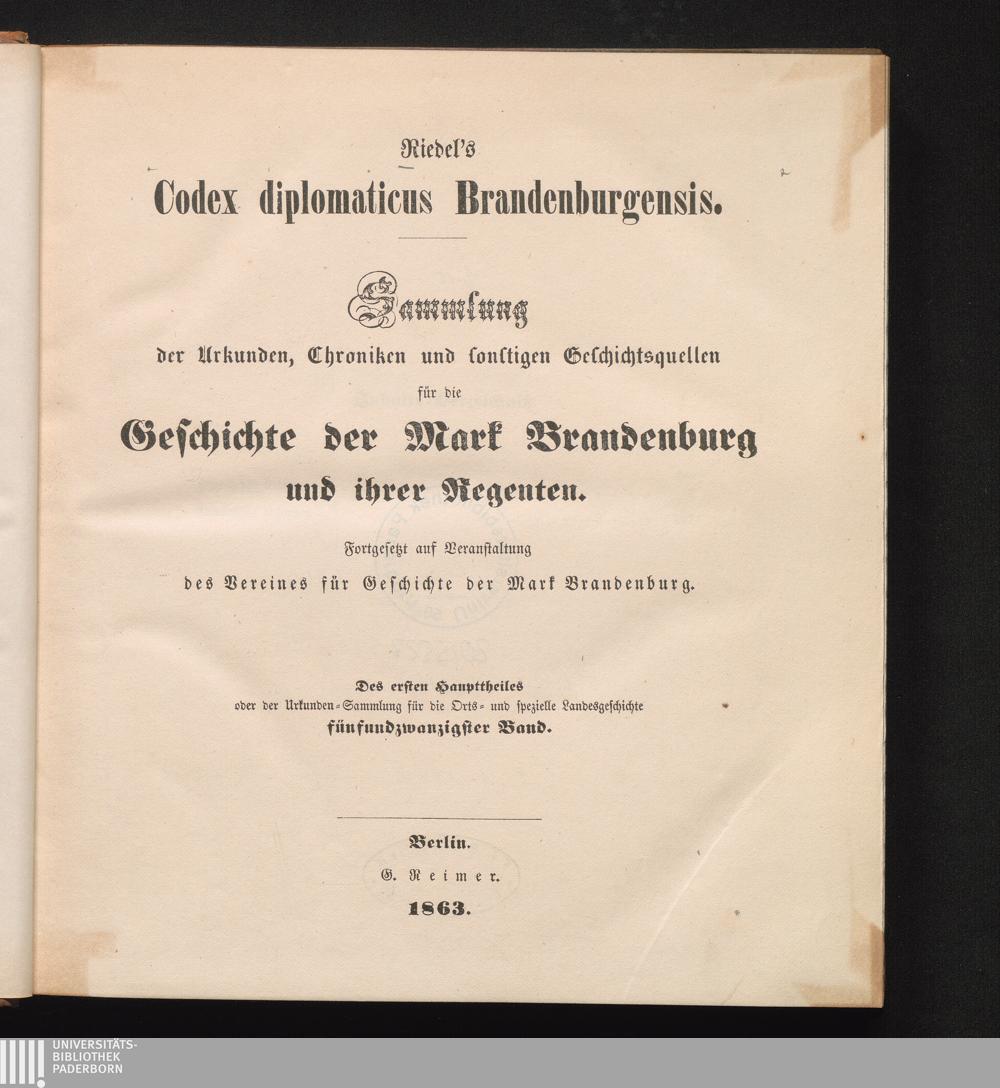 Riedel's
Codex diplomaticus Brandenburgensis.
Sammlung
der Urkunden, Chroniken und sonstigen Geschichtsquellen
für die
Geschichte der Mark Brandenburg
und ihrer Regenten.
Fortgesetzt auf Veranstaltung
des Vereines für Geschichte der Mark Brandenburg.
Des ersten Haupttheiles
oder der Urkunden-Sammlung für die Orts- und spezielle Landesgeschichte
fünfundzwanzigster Band.
Berlin.
G. Reimer.
1863.
UNIVERSITÄTS-
BIBLIOTHEK
PADERBORN